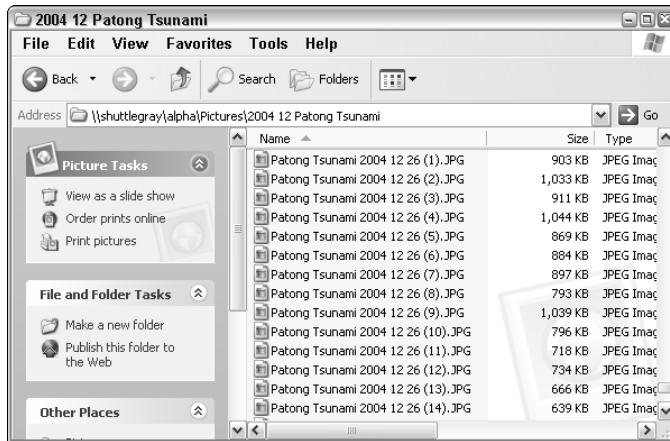 2004 12 Patong Tsunami
File Edit View Favorites Tools Help
Back Search Folders
Address \\shuttlegray\alpha\Pictures\2004 12 Patong Tsunami Go
Picture Tasks
View as a slide show
Order prints online
Print pictures
File and Folder Tasks
Make a new folder
Publish this folder to
the Web
Other Places
Name Size Type
Patong Tsunami 2004 12 26 (1).JPG 903 KB JPEG Imag
Patong Tsunami 2004 12 26 (2).JPG 1,033 KB JPEG Imag
Patong Tsunami 2004 12 26 (3).JPG 911 KB JPEG Imag
Patong Tsunami 2004 12 26 (4).JPG 1,044 KB JPEG Imag
Patong Tsunami 2004 12 26 (5).JPG 869 KB JPEG Imag
Patong Tsunami 2004 12 26 (6).JPG 884 KB JPEG Imag
Patong Tsunami 2004 12 26 (7).JPG 897 KB JPEG Imag
Patong Tsunami 2004 12 26 (8).JPG 793 KB JPEG Imag
Patong Tsunami 2004 12 26 (9).JPG 1,039 KB JPEG Imag
Patong Tsunami 2004 12 26 (10).JPG 796 KB JPEG Imag
Patong Tsunami 2004 12 26 (11).JPG 718 KB JPEG Imag
Patong Tsunami 2004 12 26 (12).JPG 734 KB JPEG Imag
Patong Tsunami 2004 12 26 (13).JPG 666 KB JPEG Imag
Patong Tsunami 2004 12 26 (14).JPG 639 KB JPEG Imag